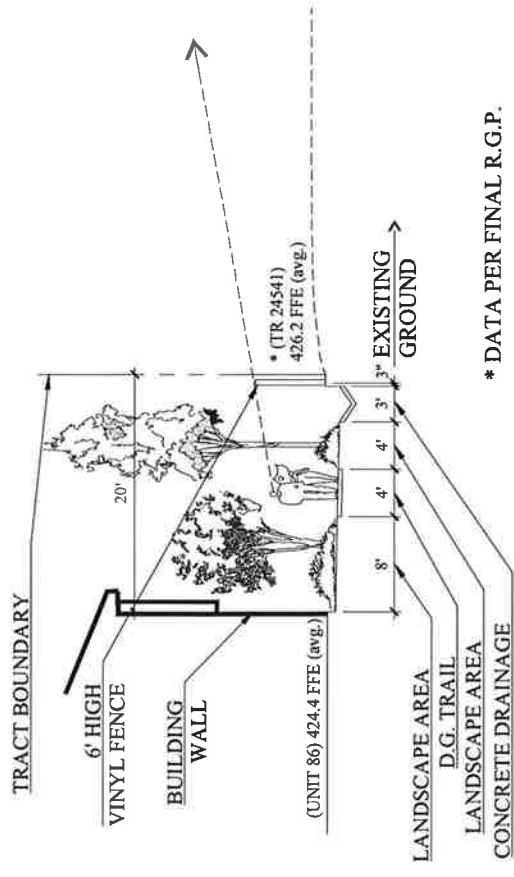 TRACT BOUNDARY
6' HIGH
VINYL FENCE
BUILDING
WALL
(UNIT 86) 424.4 FFE (avg.)
20'
* (TR 24541)
426.2 FFE (avg.)
8'
4'
4'
3'
3"
EXISTING
GROUND
LANDSCAPE AREA
D.G. TRAIL
LANDSCAPE AREA
CONCRETE DRAINAGE
* DATA PER FINAL R.G.P.